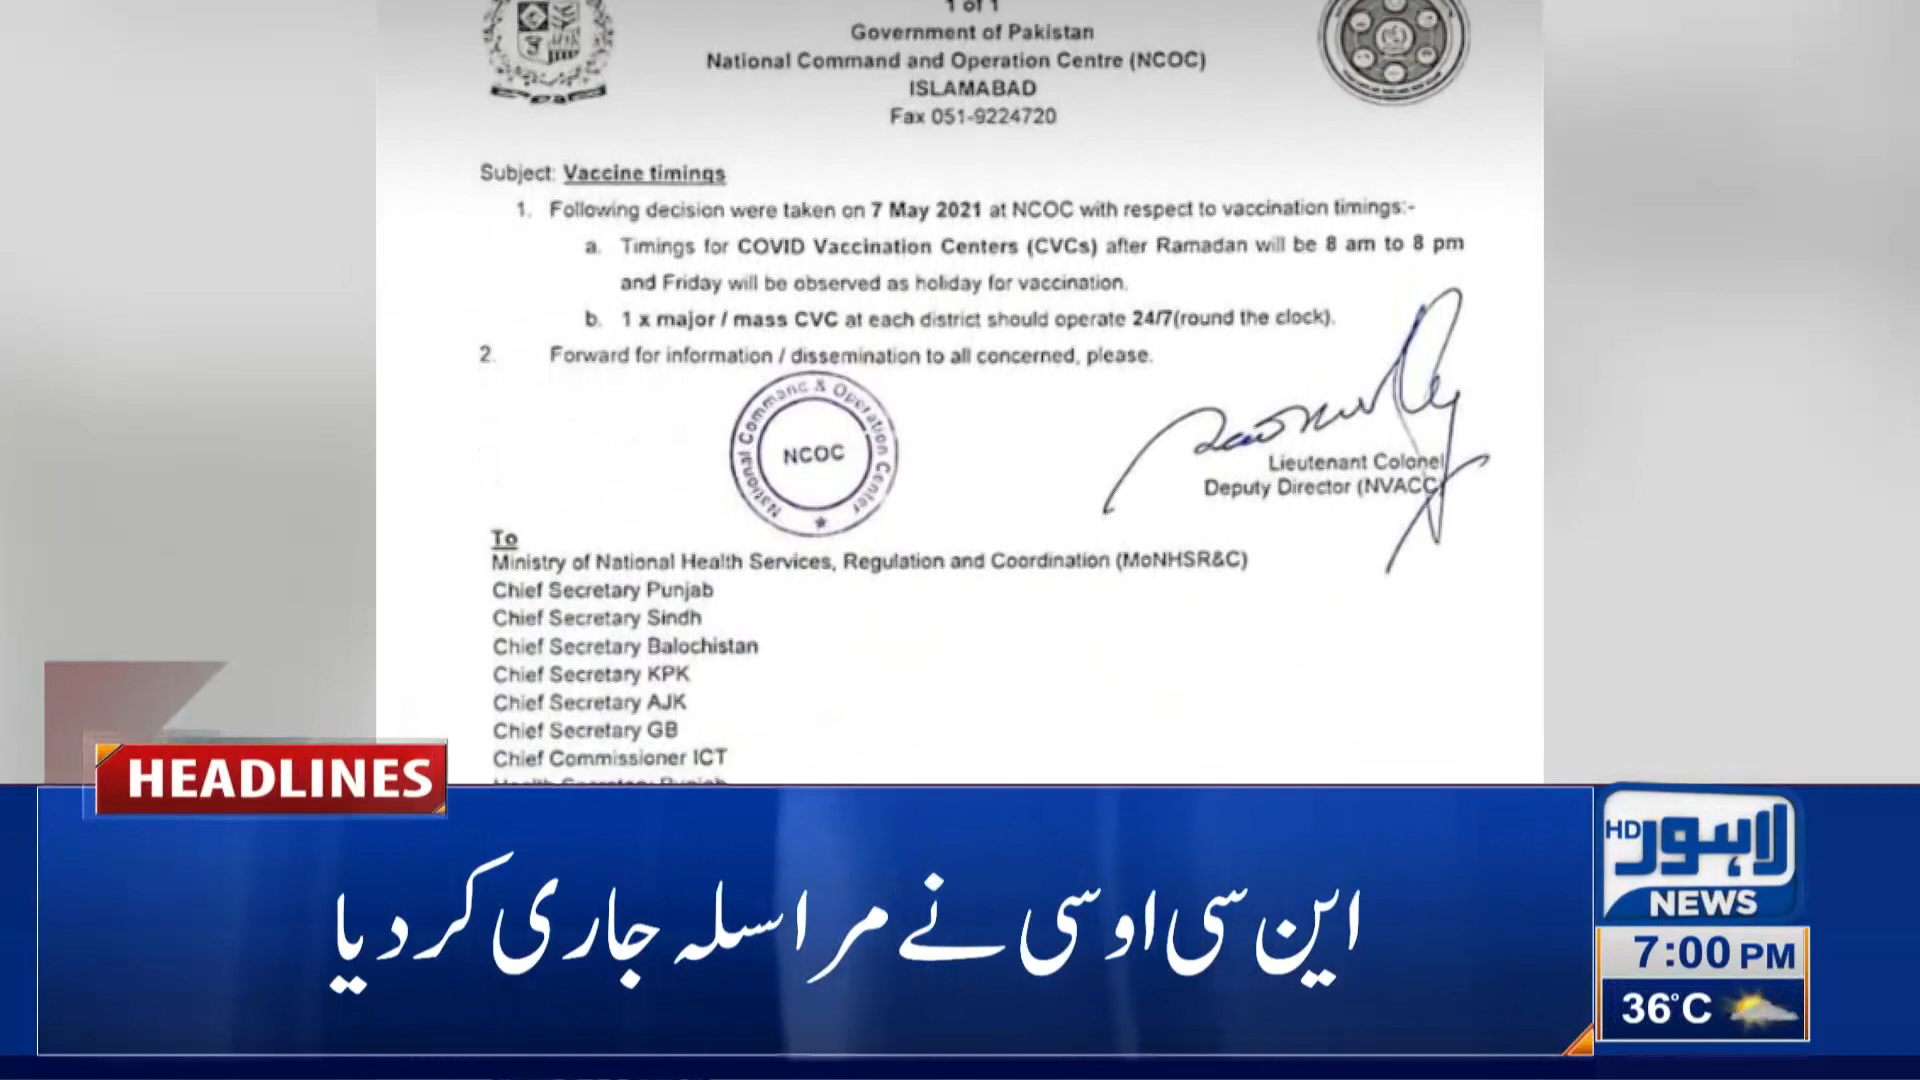 1 of 1
Government of Pakistan
National Command and Operation Centre (NCOC)
ISLAMABAD
Fax 051-9224720
Subject: Vaccine timings
1. Following decision were taken on 7 May 2021 at NCOC with respect to vaccination timings:-
a. Timings for COVID Vaccination Centers (CVCs) after Ramadan will be 8 am to 8 pm
and Friday will be observed as holiday for vaccination.
b. 1 x major / mass CVC at each district should operate 24/7(round the clock).
2. Forward for information / dissemination to all concerned, please.
National Command & Operation Center
NCOC
Lieutenant Colonel
Deputy Director (NVACC)
To
Ministry of National Health Services, Regulation and Coordination (MoNHSR&C)
Chief Secretary Punjab
Chief Secretary Sindh
Chief Secretary Balochistan
Chief Secretary KPK
Chief Secretary AJK
Chief Secretary GB
Chief Commissioner ICT
Health Secretary Punjab
HEADLINES
این سی او سی نے مراسلہ جاری کر دیا
HD لاہور
NEWS
7:00 PM
36°C